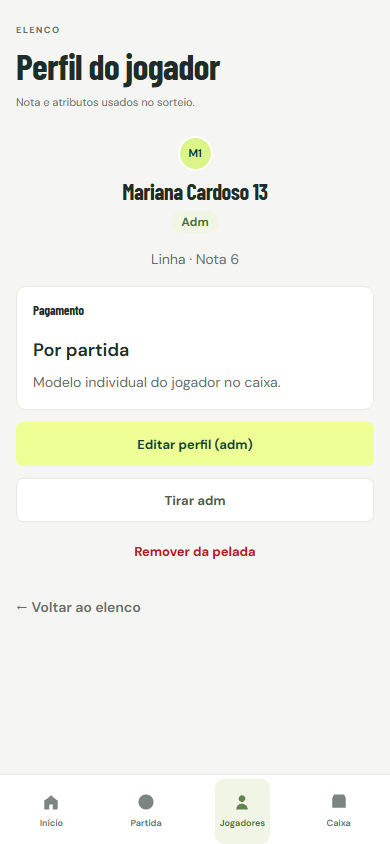 ELENCO
Perfil do jogador
Nota e atributos usados no sorteio.
M1
Mariana Cardoso 13
Adm
Linha · Nota 6
Pagamento
Por partida
Modelo individual do jogador no caixa.
Editar perfil (adm)
Tirar adm
Remover da pelada
← Voltar ao elenco
Início
Partida
Jogadores
Caixa